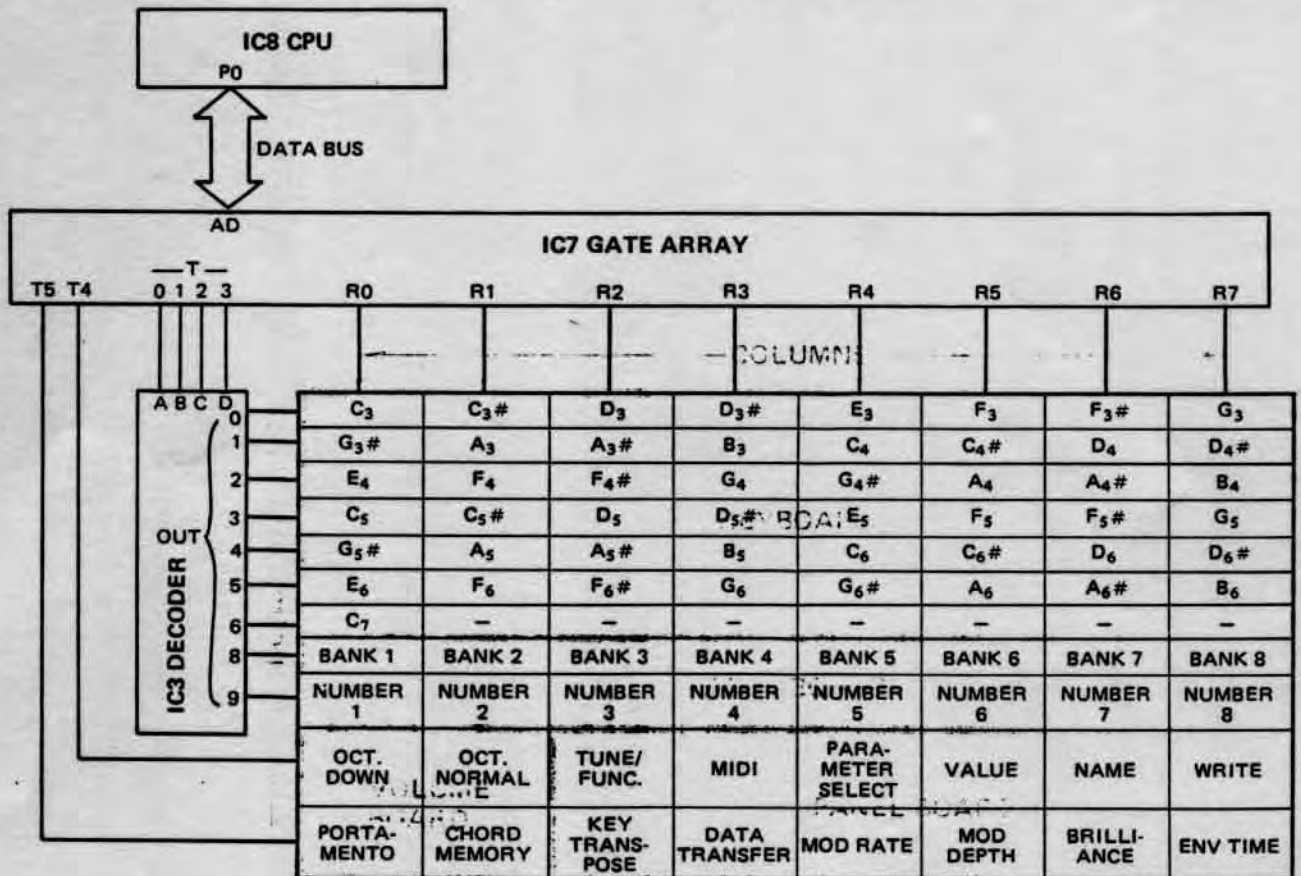 IC8 CPU
P0
DATA BUS
AD
IC7 GATE ARRAY
T
T5 T4 0 1 2 3 R0 R1 R2 R3 R4 R5 R6 R7
COLUMN
A B C D
IC3 DECODER
OUT
0 C3 C3# D3 D3# E3 F3 F3# G3
1 G3# A3 A3# B3 C4 C4# D4 D4#
2 E4 F4 F4# G4 G4# A4 A4# B4
3 C5 C5# D5 D5# E5 F5 F5# G5
4 G5# A5 A5# B5 C6 C6# D6 D6#
5 E6 F6 F6# G6 G6# A6 A6# B6
6 C7 – – – – – – –
8 BANK 1 BANK 2 BANK 3 BANK 4 BANK 5 BANK 6 BANK 7 BANK 8
9 NUMBER NUMBER NUMBER NUMBER NUMBER NUMBER NUMBER NUMBER
1 2 3 4 5 6 7 8
OCT. DOWN
OCT. NORMAL
TUNE/ FUNC.
MIDI
PARA-
METER
SELECT
VALUE
NAME
WRITE
VOLUME
PANEL BOARD
PORTA-
MENTO
CHORD
MEMORY
KEY
TRANS-
POSE
DATA
TRANSFER
MOD RATE
MOD
DEPTH
BRILLI-
ANCE
ENV TIME